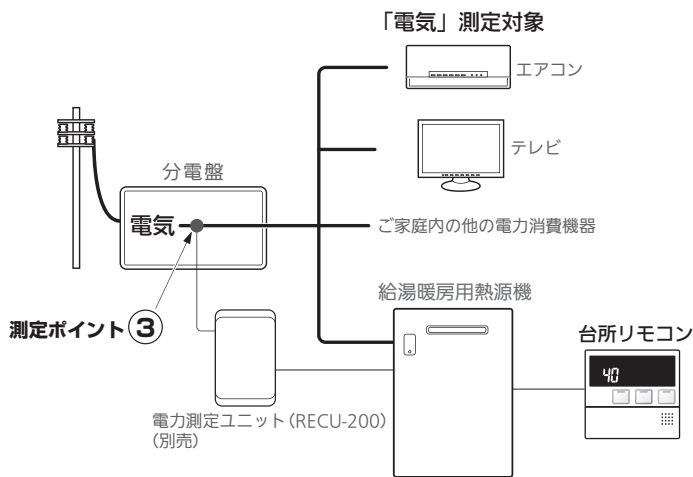 「電気」測定対象
エアコン
テレビ
分電盤
電気
ご家庭内の他の電力消費機器
給湯暖房用熱源機
測定ポイント③
台所リモコン
40
電力測定ユニット(RECU-200)
(別売)